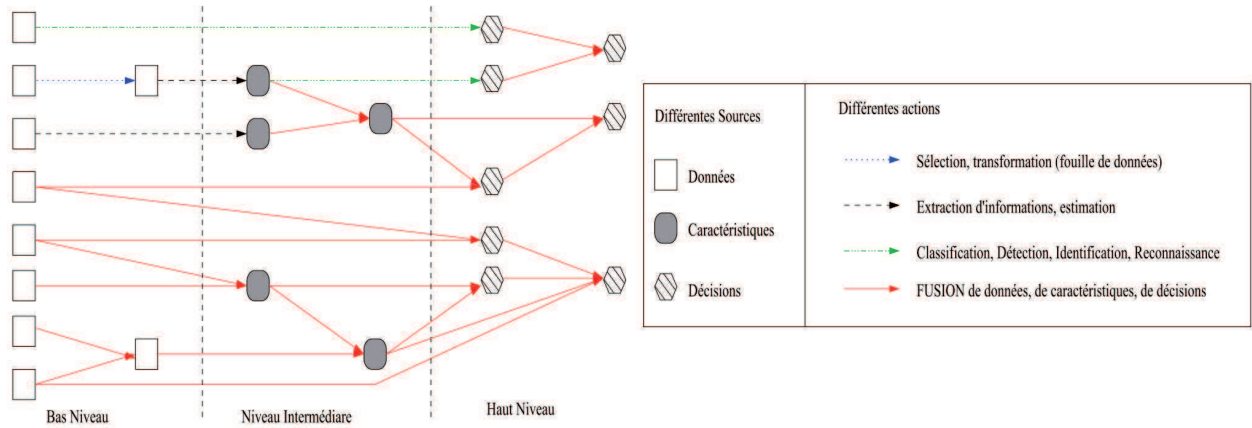 Bas Niveau
Niveau Intermédiare
Haut Niveau
Différentes Sources
Données
Caractéristiques
Décisions
Différentes actions
Sélection, transformation (fouille de données)
Extraction d'informations, estimation
Classification, Détection, Identification, Reconnaissance
FUSION de données, de caractéristiques, de décisions